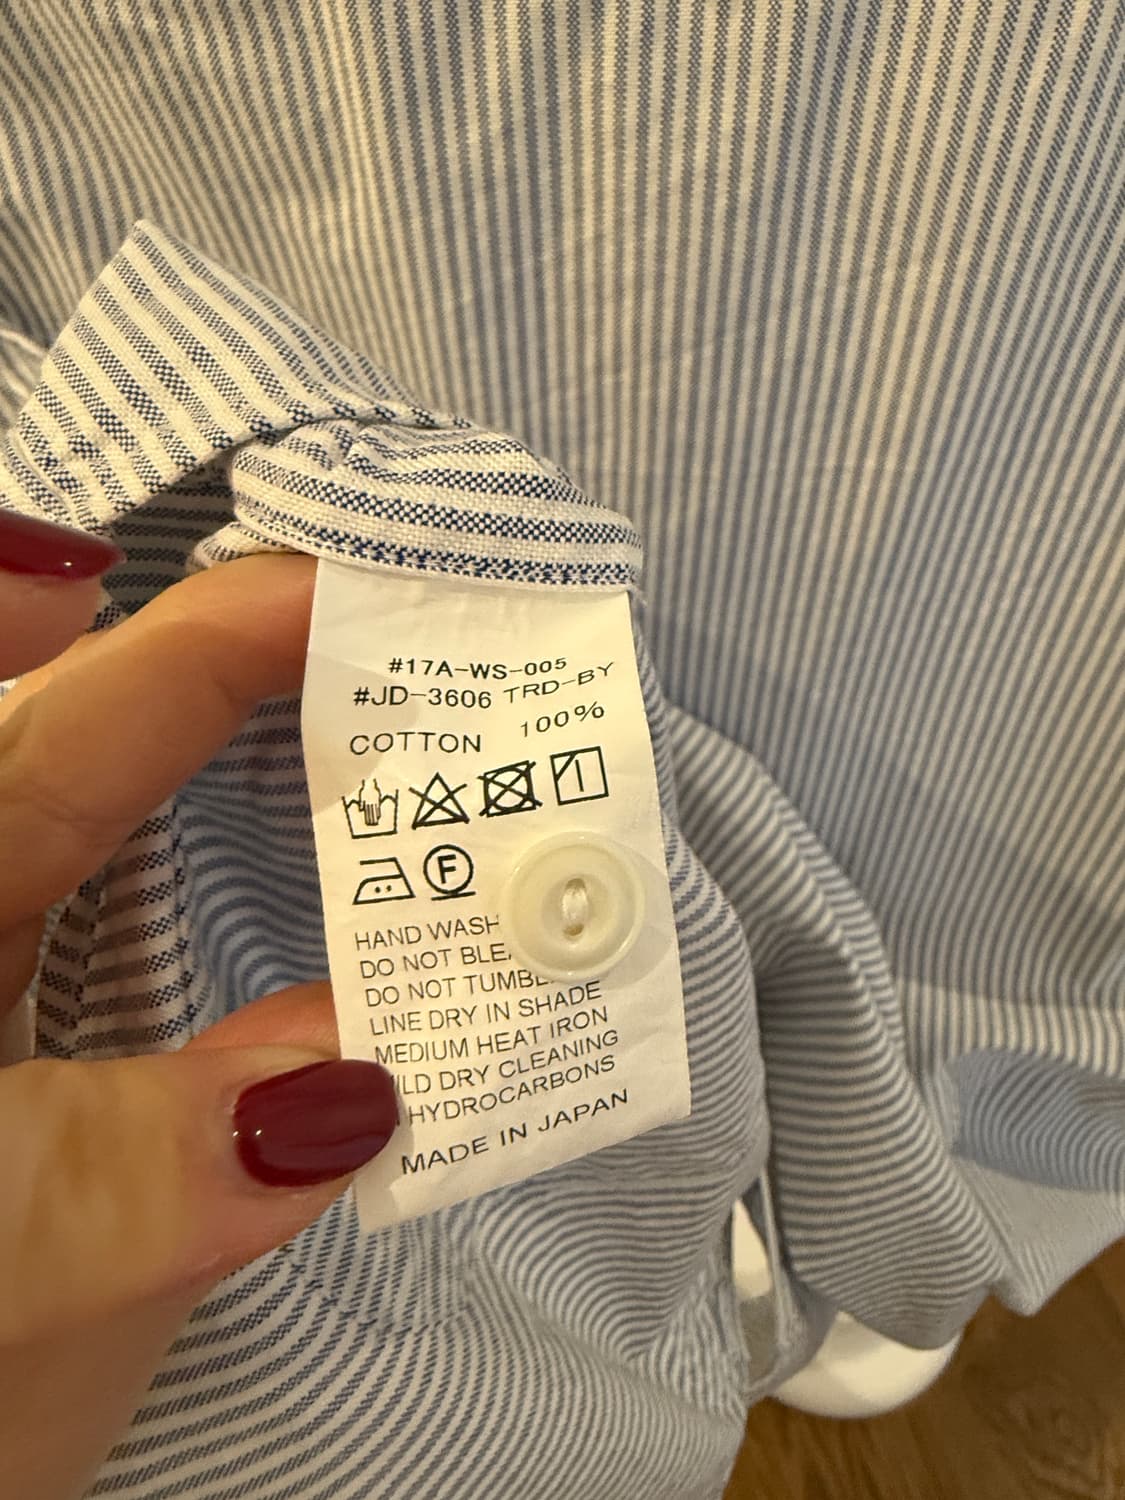 #17A-WS-005
#JD-3606 TRD-BY
COTTON 100%
F
HAND WASH
DO NOT
DO NOT
LINE DRY IN SHADE
MEDIUM HEAT IRON
DRY CLEANING
HYDROCARBONS
MADE IN JAPAN